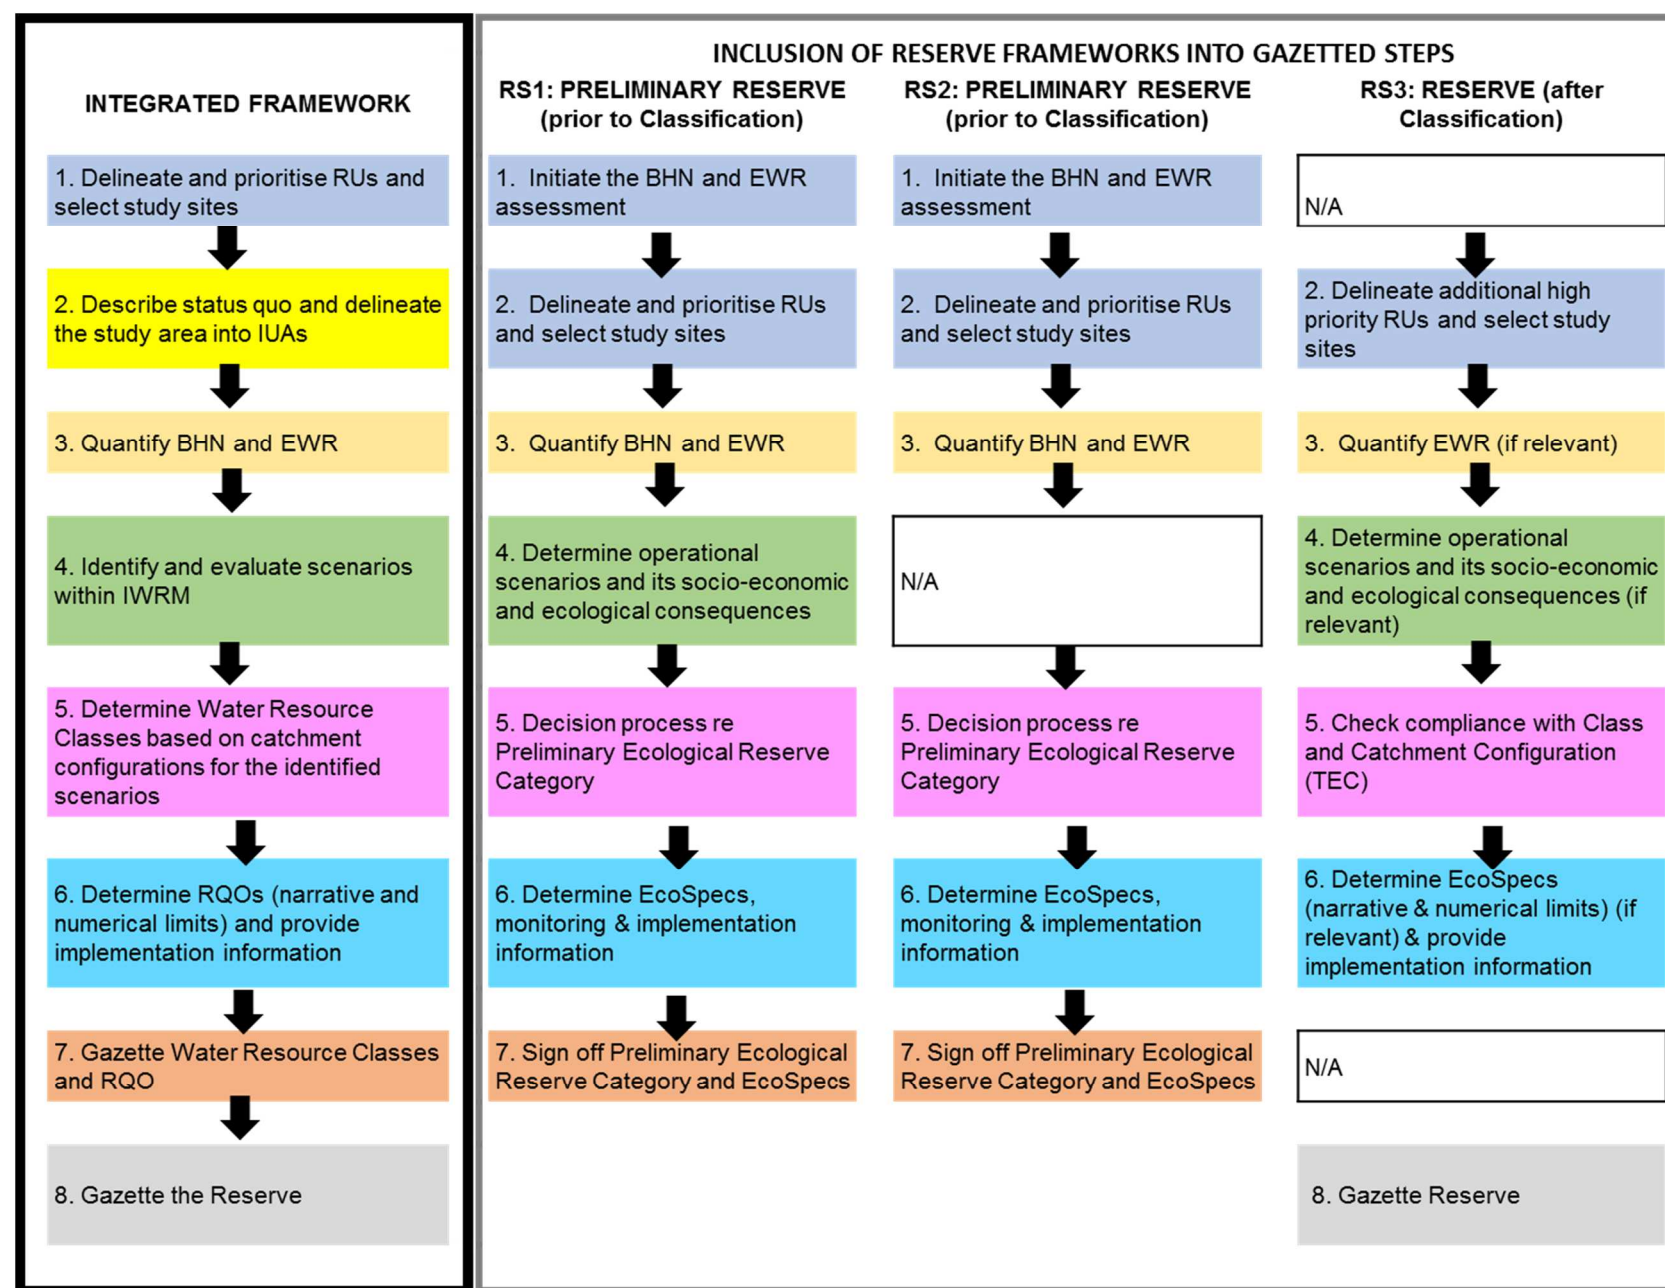 INTEGRATED FRAMEWORK
1. Delineate and prioritise RUs and
select study sites
2. Describe status quo and delineate
the study area into IUAs
3. Quantify BHN and EWR
4. Identify and evaluate scenarios
within IWRM
5. Determine Water Resource
Classes based on catchment
configurations for the identified
scenarios
6. Determine RQOs (narrative and
numerical limits) and provide
implementation information
7. Gazette Water Resource Classes
and RQO
8. Gazette the Reserve
INCLUSION OF RESERVE FRAMEWORKS INTO GAZETTED STEPS
RS1: PRELIMINARY RESERVE
(prior to Classification)
1. Initiate the BHN and EWR
assessment
2. Delineate and prioritise RUs
and select study sites
3. Quantify BHN and EWR
4. Determine operational
scenarios and its socio-economic
and ecological consequences
5. Decision process re
Preliminary Ecological Reserve
Category
6. Determine EcoSpecs,
monitoring & implementation
information
7. Sign off Preliminary Ecological
Reserve Category and EcoSpecs
RS2: PRELIMINARY RESERVE
(prior to Classification)
1. Initiate the BHN and EWR
assessment
2. Delineate and prioritise RUs
and select study sites
3. Quantify BHN and EWR
N/A
5. Decision process re
Preliminary Ecological Reserve
Category
6. Determine EcoSpecs,
monitoring & implementation
information
7. Sign off Preliminary Ecological
Reserve Category and EcoSpecs
RS3: RESERVE (after
Classification)
N/A
2. Delineate additional high
priority RUs and select study
sites
3. Quantify EWR (if relevant)
4. Determine operational
scenarios and its socio-economic
and ecological consequences (if
relevant)
5. Check compliance with Class
and Catchment Configuration
(TEC)
6. Determine EcoSpecs
(narrative & numerical limits) (if
relevant) & provide
implementation information
N/A
8. Gazette Reserve